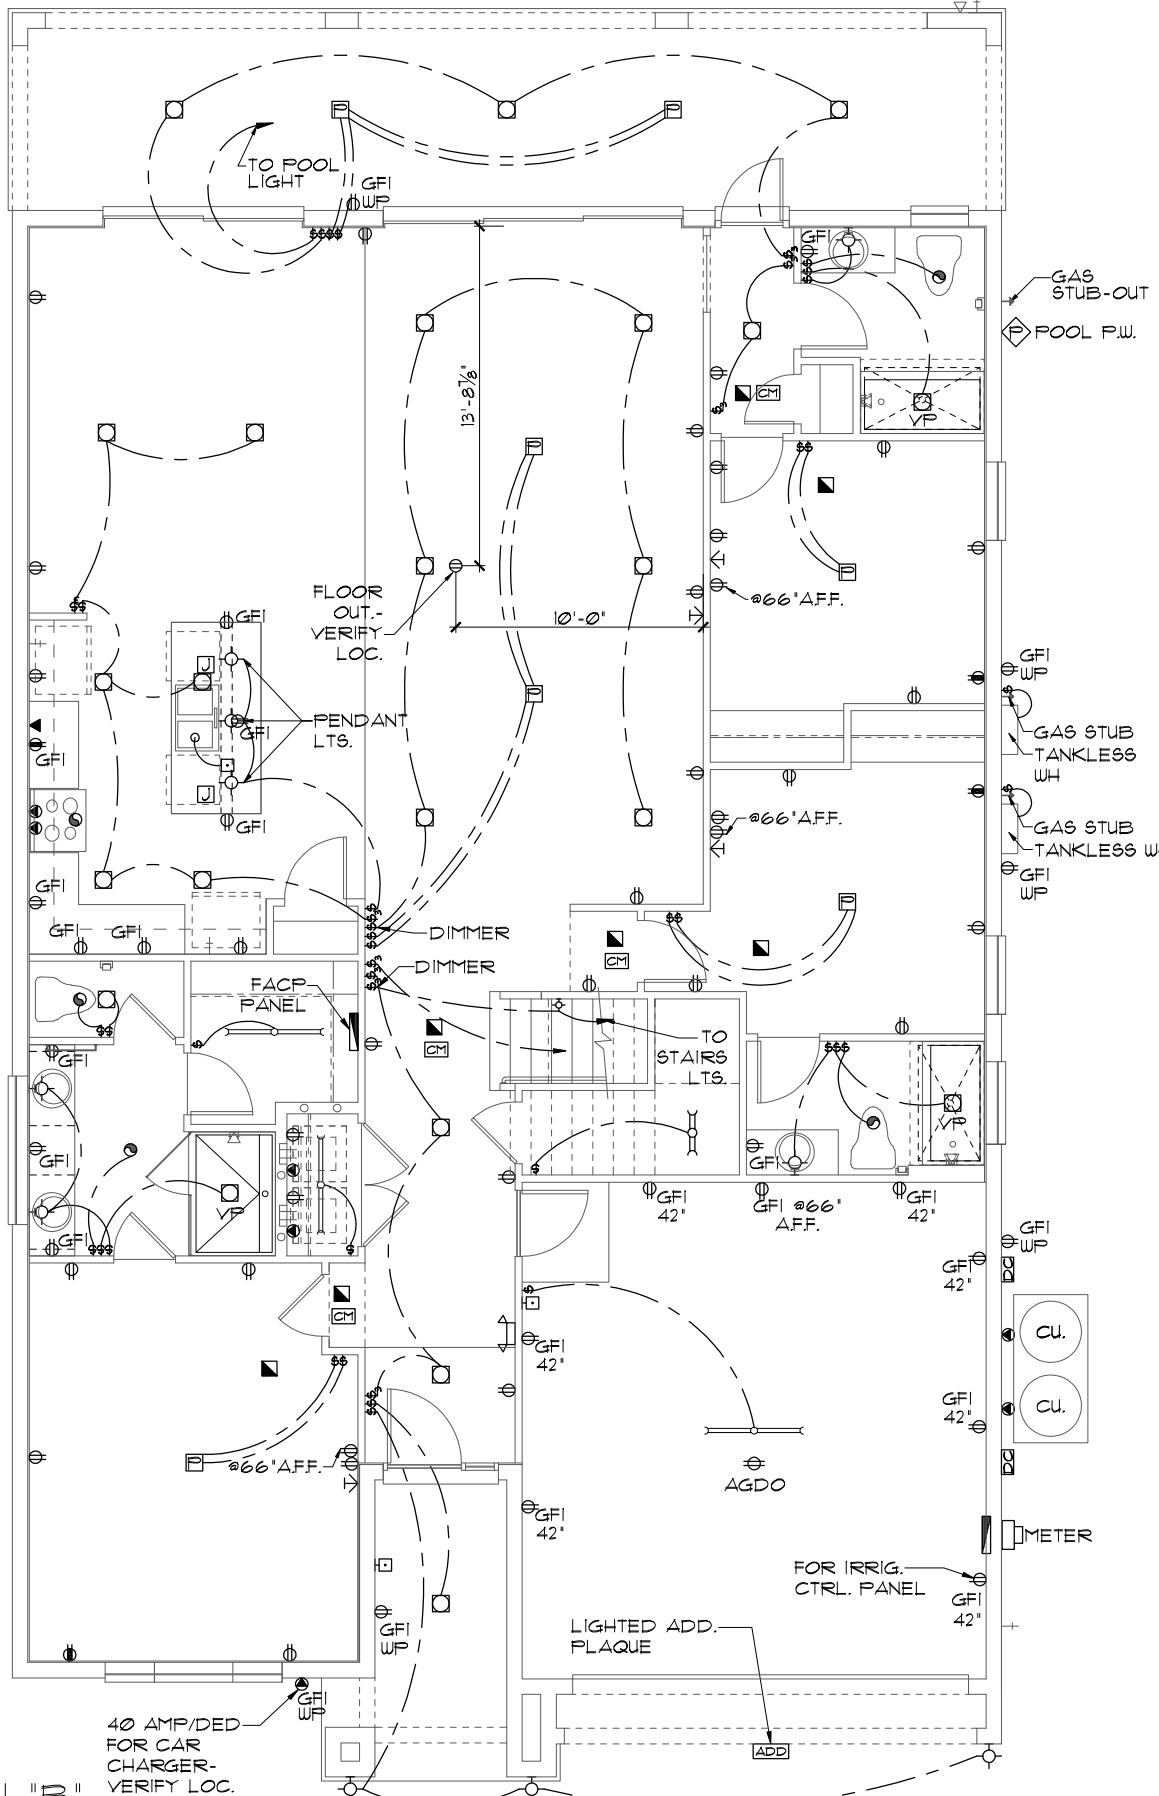 P
P
TO POOL
LIGHT
GFI
WP
$$$$
GFI
GAS
STUB-OUT
P POOL P.W.
13'-8⅞"
CM
VP
P
$$
P
FLOOR
OUT.-
VERIFY
LOC.
@66"A.F.F.
10'-0"
GFI
GFI
WP
J
P
PENDANT
LTS.
GFI
GFI
GAS STUB
TANKLESS
WH
J
GFI
@66"A.F.F.
GAS STUB
TANKLESS W
GFI
WP
GFI
GFI
GFI
P
DIMMER
DIMMER
CM
FACP
PANEL
TO
STAIRS
LTS.
CM
$$$
GFI
VP
GFI
GFI
VP
GFI
$$$
GFI
42"
GFI @66"
A.F.F.
GFI
42"
GFI
WP
GFI
42"
DC
CM
GFI
42"
CU.
$$
GFI
42"
CU.
P
@66"A.F.F.
AGDO
DC
GFI
42"
METER
FOR IRRIG.
CTRL. PANEL
GFI
42"
GFI
WP
LIGHTED ADD.
PLAQUE
GFI
WP
40 AMP/DED
FOR CAR
CHARGER-
VERIFY LOC.
ADD